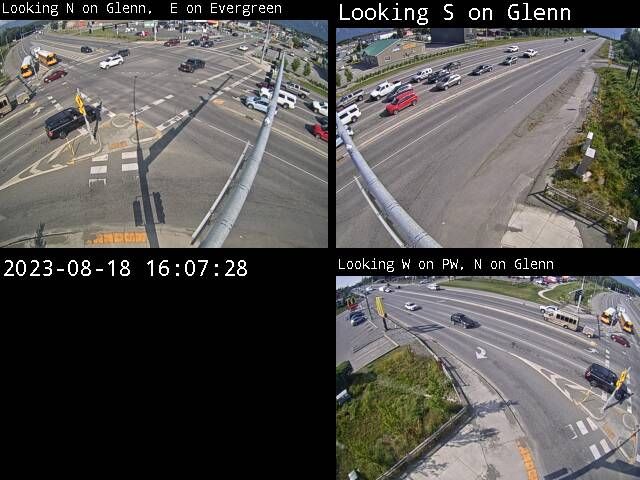 Looking N on Glenn, E on Evergreen
Looking S on Glenn
2023-08-18 16:07:28
Looking W on PW, N on Glenn